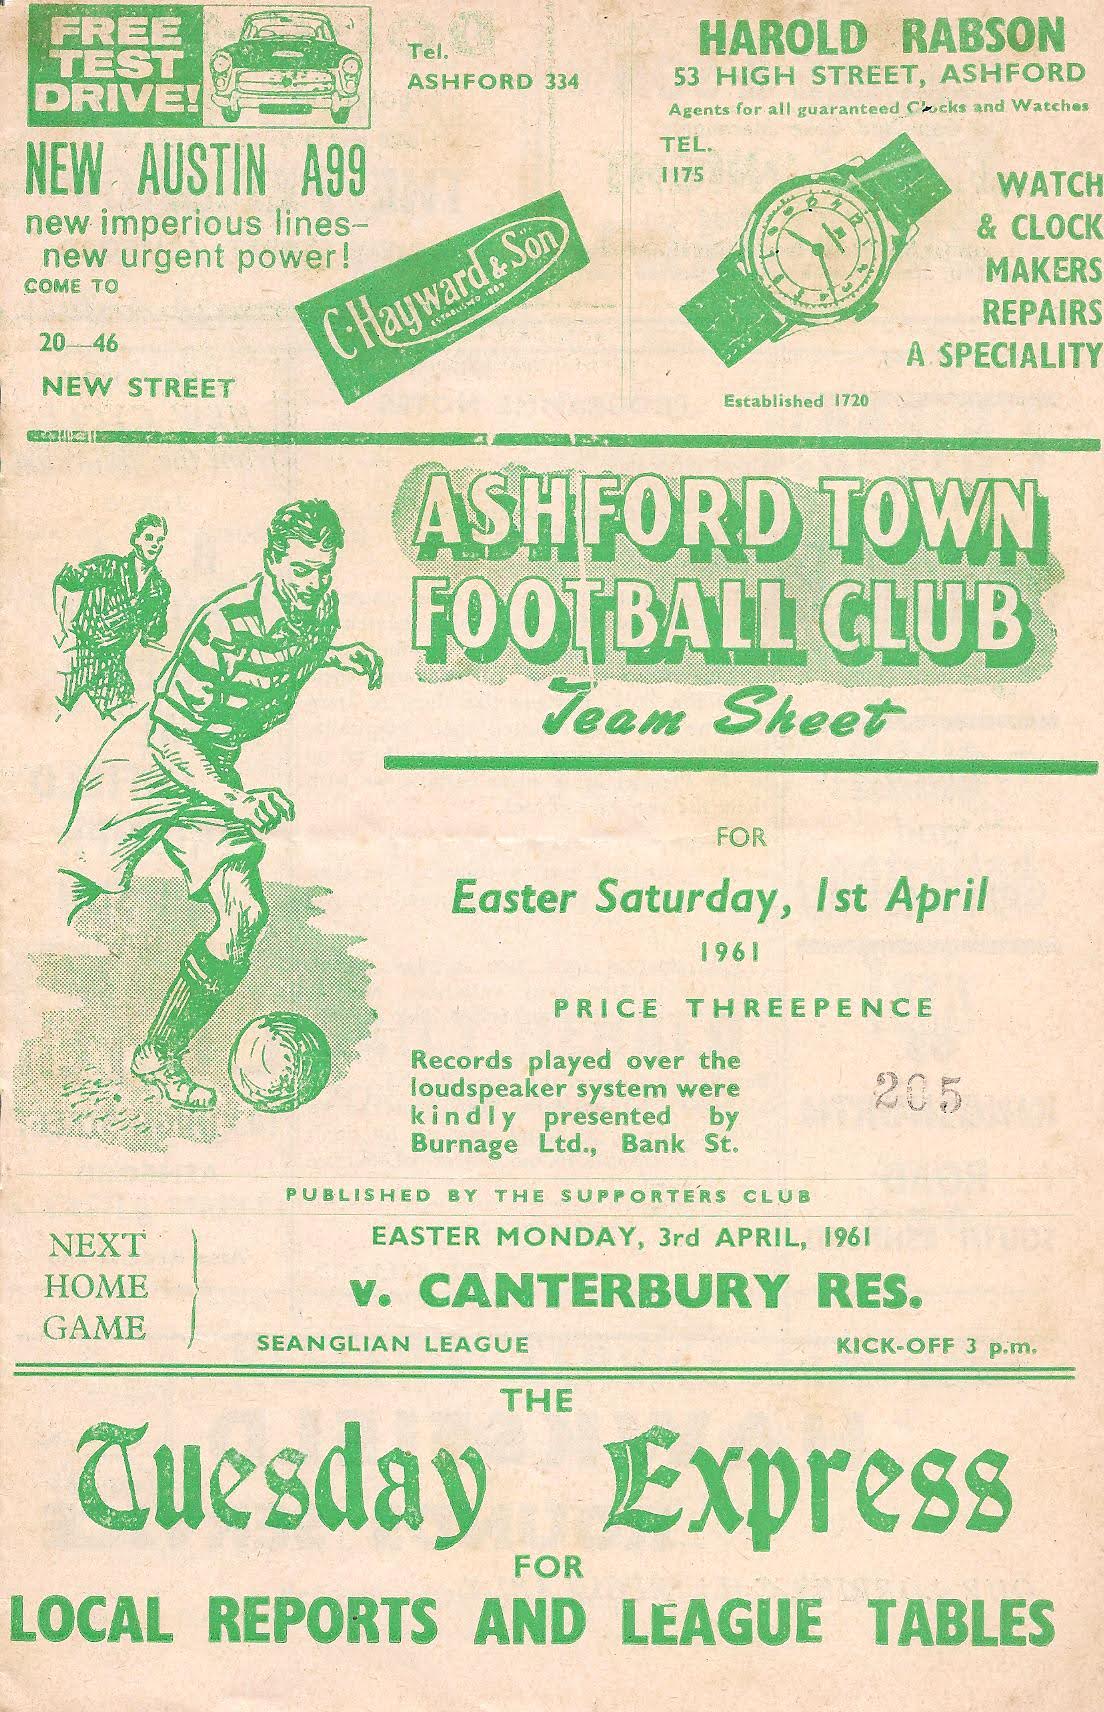 FREE
TEST
DRIVE!
NEW AUSTIN A99
new imperious lines—
new urgent power!
COME TO
20—46
NEW STREET
Tel.
ASHFORD 334
C. Hayward & Son
ESTABLISHED
HAROLD RABSON
53 HIGH STREET, ASHFORD
Agents for all guaranteed Clocks and Watches
TEL.
1175
WATCH
& CLOCK
MAKERS
REPAIRS
A SPECIALITY
Established 1720
ASHFORD TOWN
FOOTBALL CLUB
Team Sheet
FOR
Easter Saturday, 1st April
1961
PRICE THREEPENCE
Records played over the
loudspeaker system were
kindly presented by
Burnage Ltd., Bank St.
205
PUBLISHED BY THE SUPPORTERS CLUB
NEXT
HOME
GAME
EASTER MONDAY, 3rd APRIL, 1961
v. CANTERBURY RES.
SEANGLIAN LEAGUE
KICK-OFF 3 p.m.
THE
Tuesday Express
FOR
LOCAL REPORTS AND LEAGUE TABLES